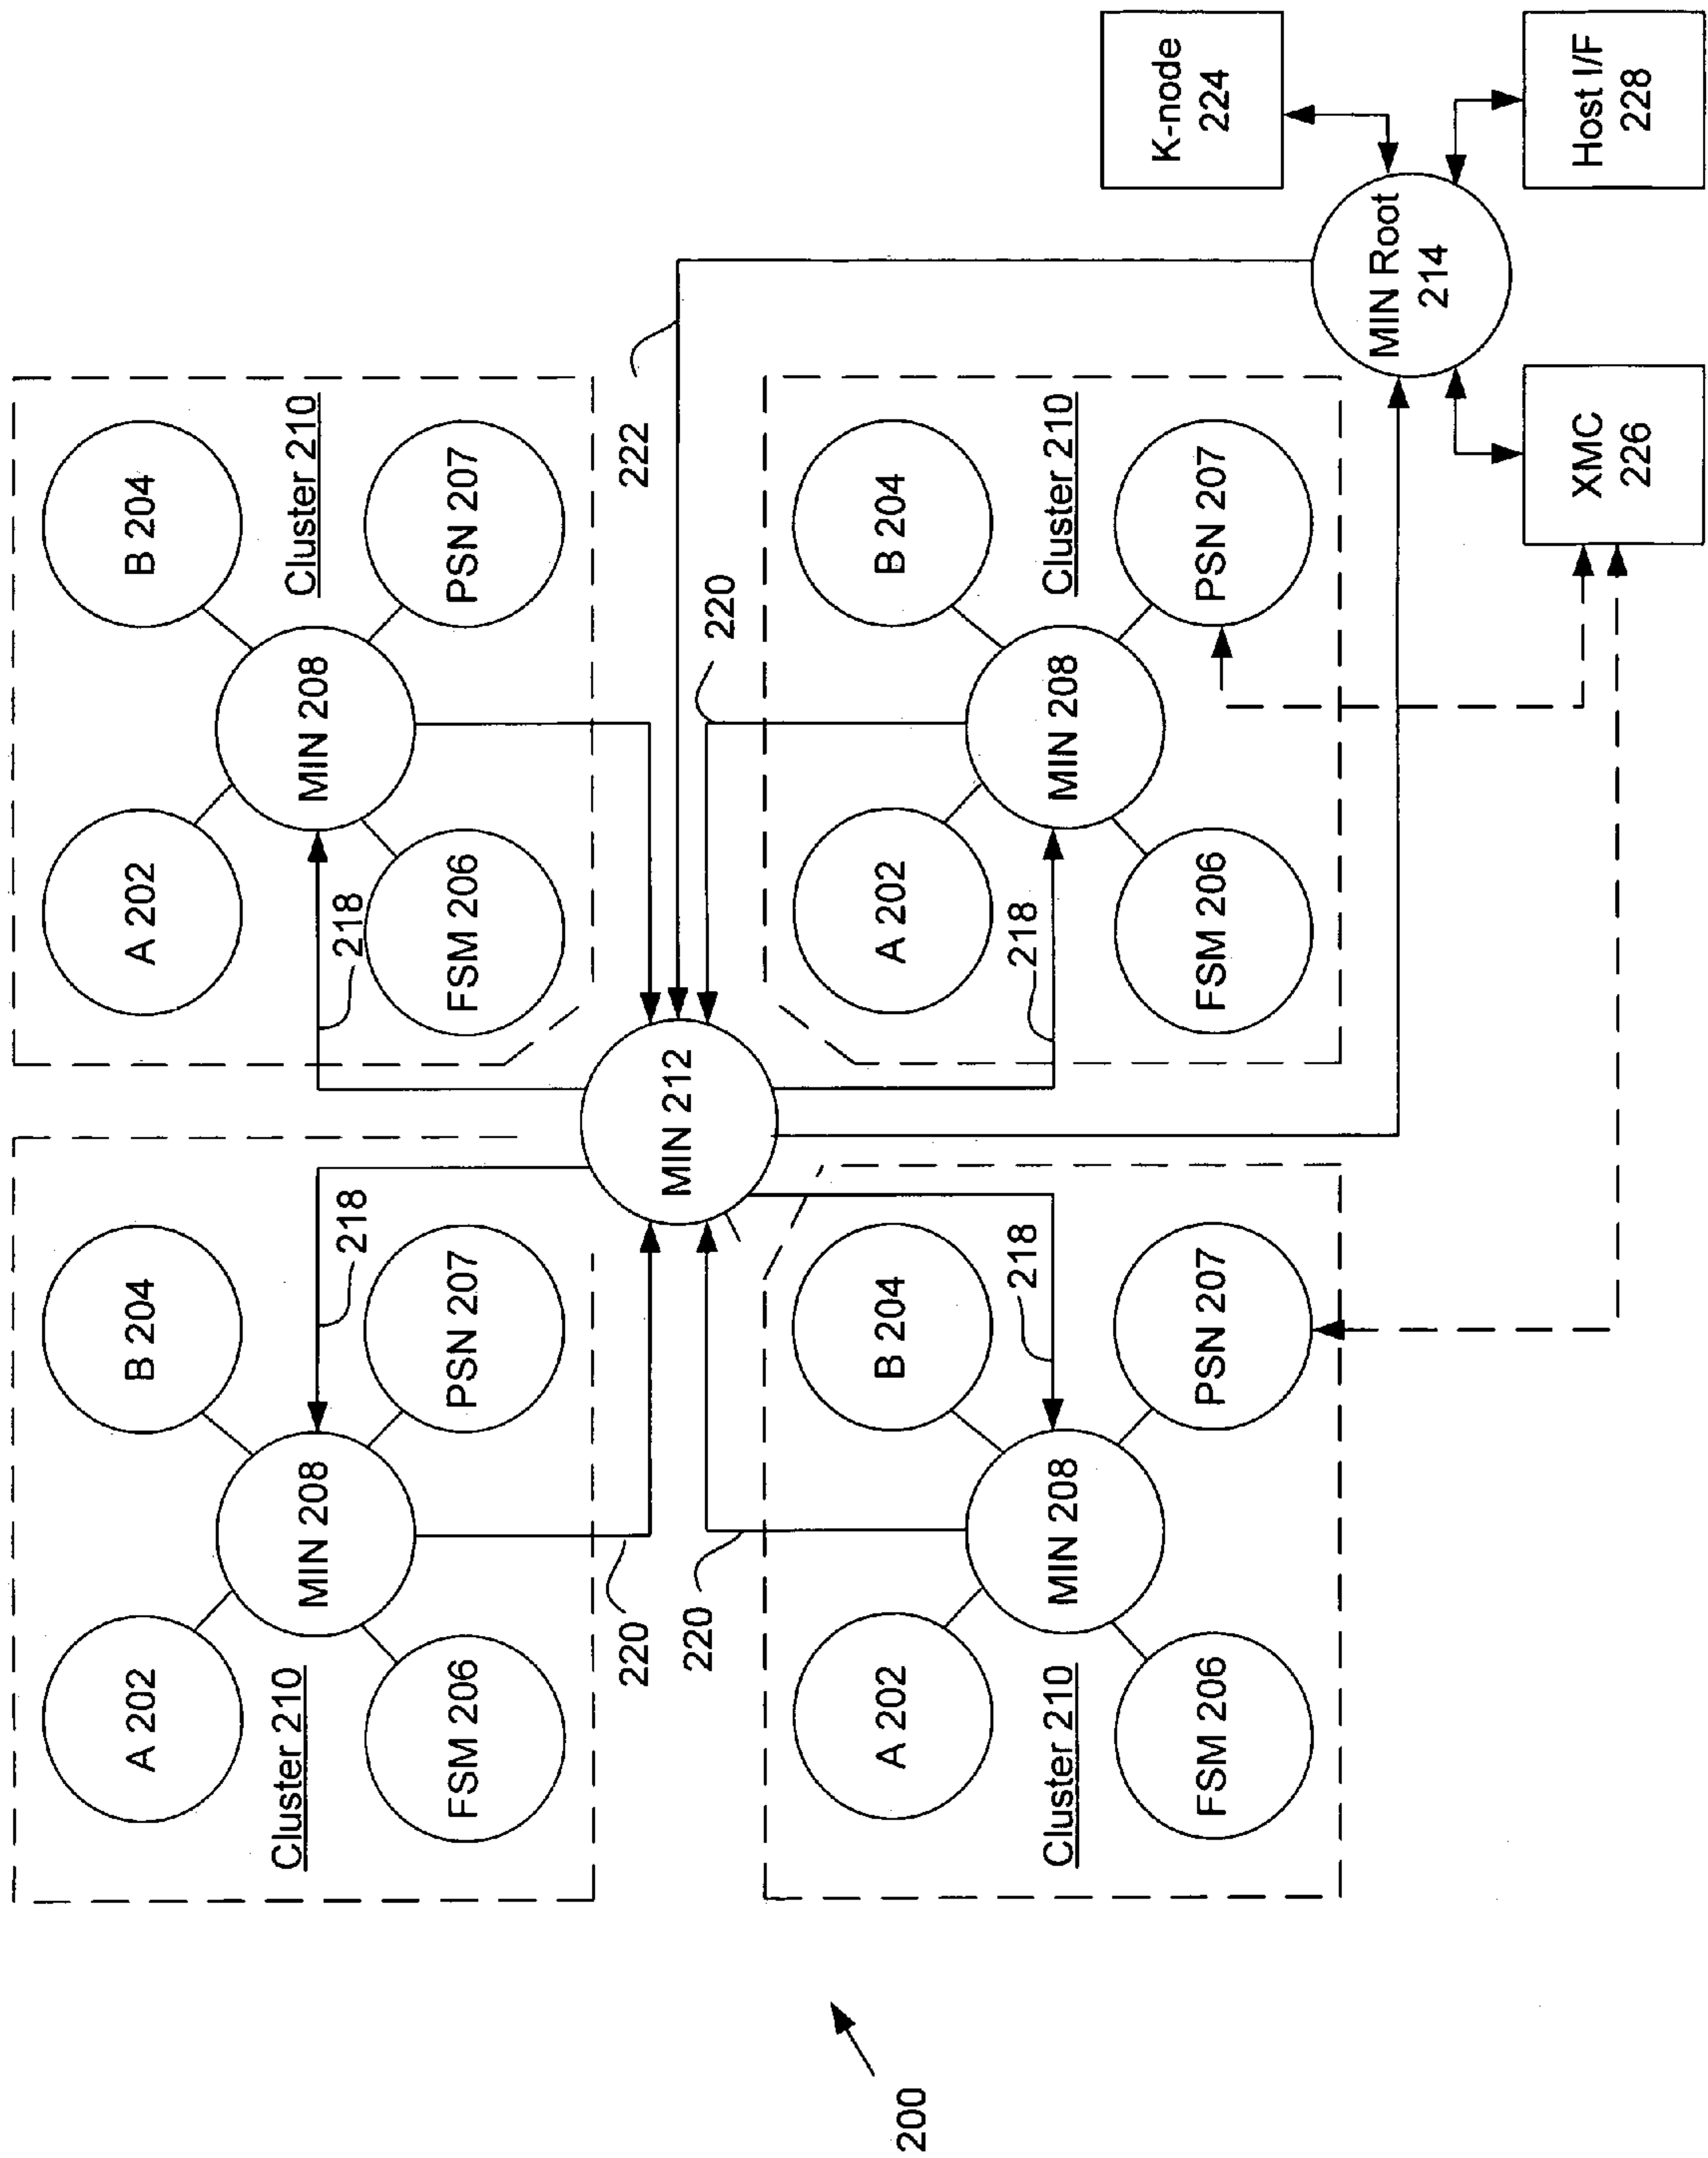 A 202
B 204
Cluster 210
MIN 208
218
FSM 206
PSN 207
A 202
B 204
MIN 208
Cluster 210
218
FSM 206
PSN 207
220
222
MIN 212
220
220
200
A 202
B 204
218
Cluster 210
MIN 208
FSM 206
PSN 207
A 202
B 204
218
MIN 208
Cluster 210
FSM 206
PSN 207
K-node
224
MIN Root
214
XMC
226
Host I/F
228